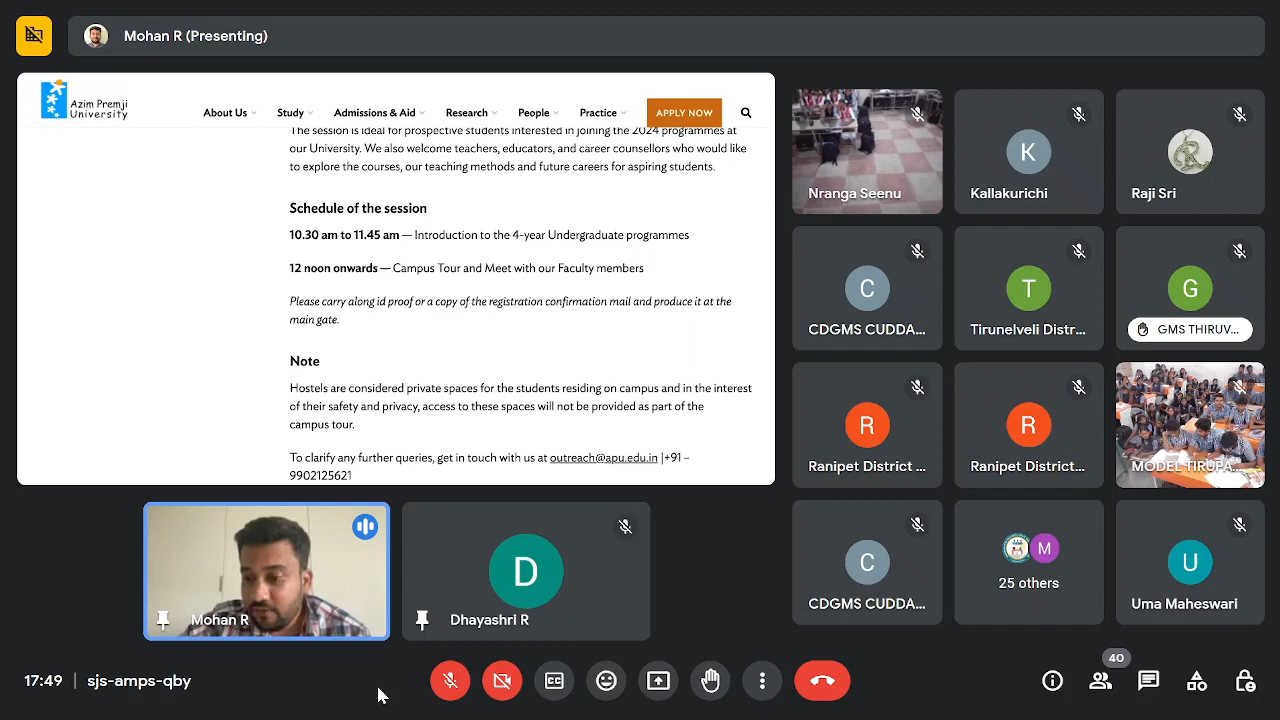 Mohan R (Presenting)
Azim Premji
University
About Us
Study
Admissions & Aid
Research
People
Practice
APPLY NOW
The session is ideal for prospective students interested in joining the 2024 programmes at
our University. We also welcome teachers, educators, and career counsellors who would like
to explore the courses, our teaching methods and future careers for aspiring students.
Schedule of the session
10.30 am to 11.45 am — Introduction to the 4-year Undergraduate programmes
12 noon onwards — Campus Tour and Meet with our Faculty members
Please carry along id proof or a copy of the registration confirmation mail and produce it at the
main gate.
Note
Hostels are considered private spaces for the students residing on campus and in the interest
of their safety and privacy, access to these spaces will not be provided as part of the
campus tour.
To clarify any further queries, get in touch with us at outreach@apu.edu.in |+91 –
9902125621
Nranga Seenu
K
Kallakurichi
Raji Sri
C
CDGMS CUDDA...
T
Tirunelveli Distr...
G
GMS THIRUV...
R
Ranipet District ...
R
Ranipet District...
MODEL TIRUPA...
C
CDGMS CUDDA...
M
25 others
U
Uma Maheswari
Mohan R
D
Dhayashri R
17:49 | sjs-amps-qby
40